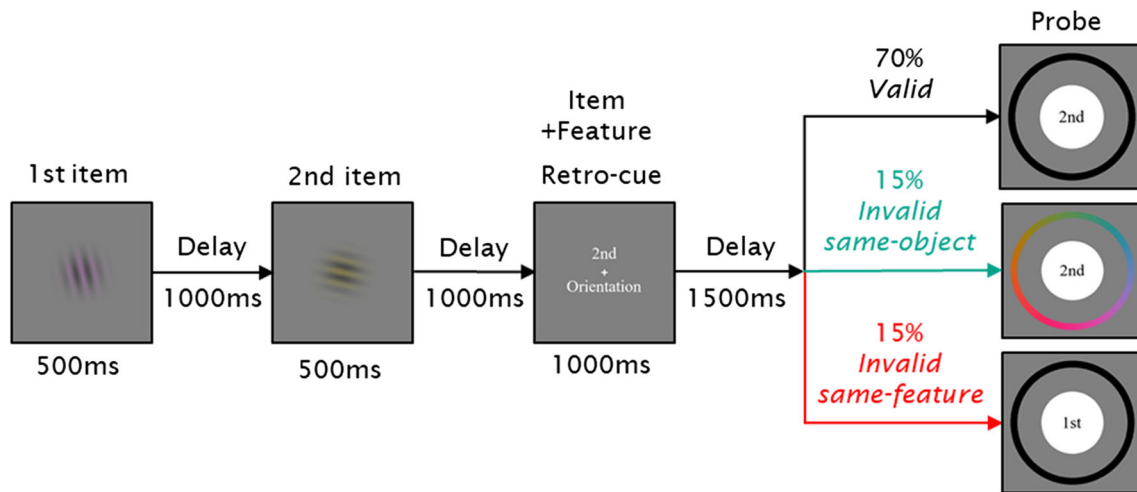 Probe
70%
Valid
Item
+Feature
Retro-cue
1st item
2nd item
2nd
15%
Invalid
same-object
Delay
1000ms
Delay
1000ms
2nd
+
Orientation
Delay
1500ms
2nd
500ms
500ms
1000ms
15%
Invalid
same-feature
1st